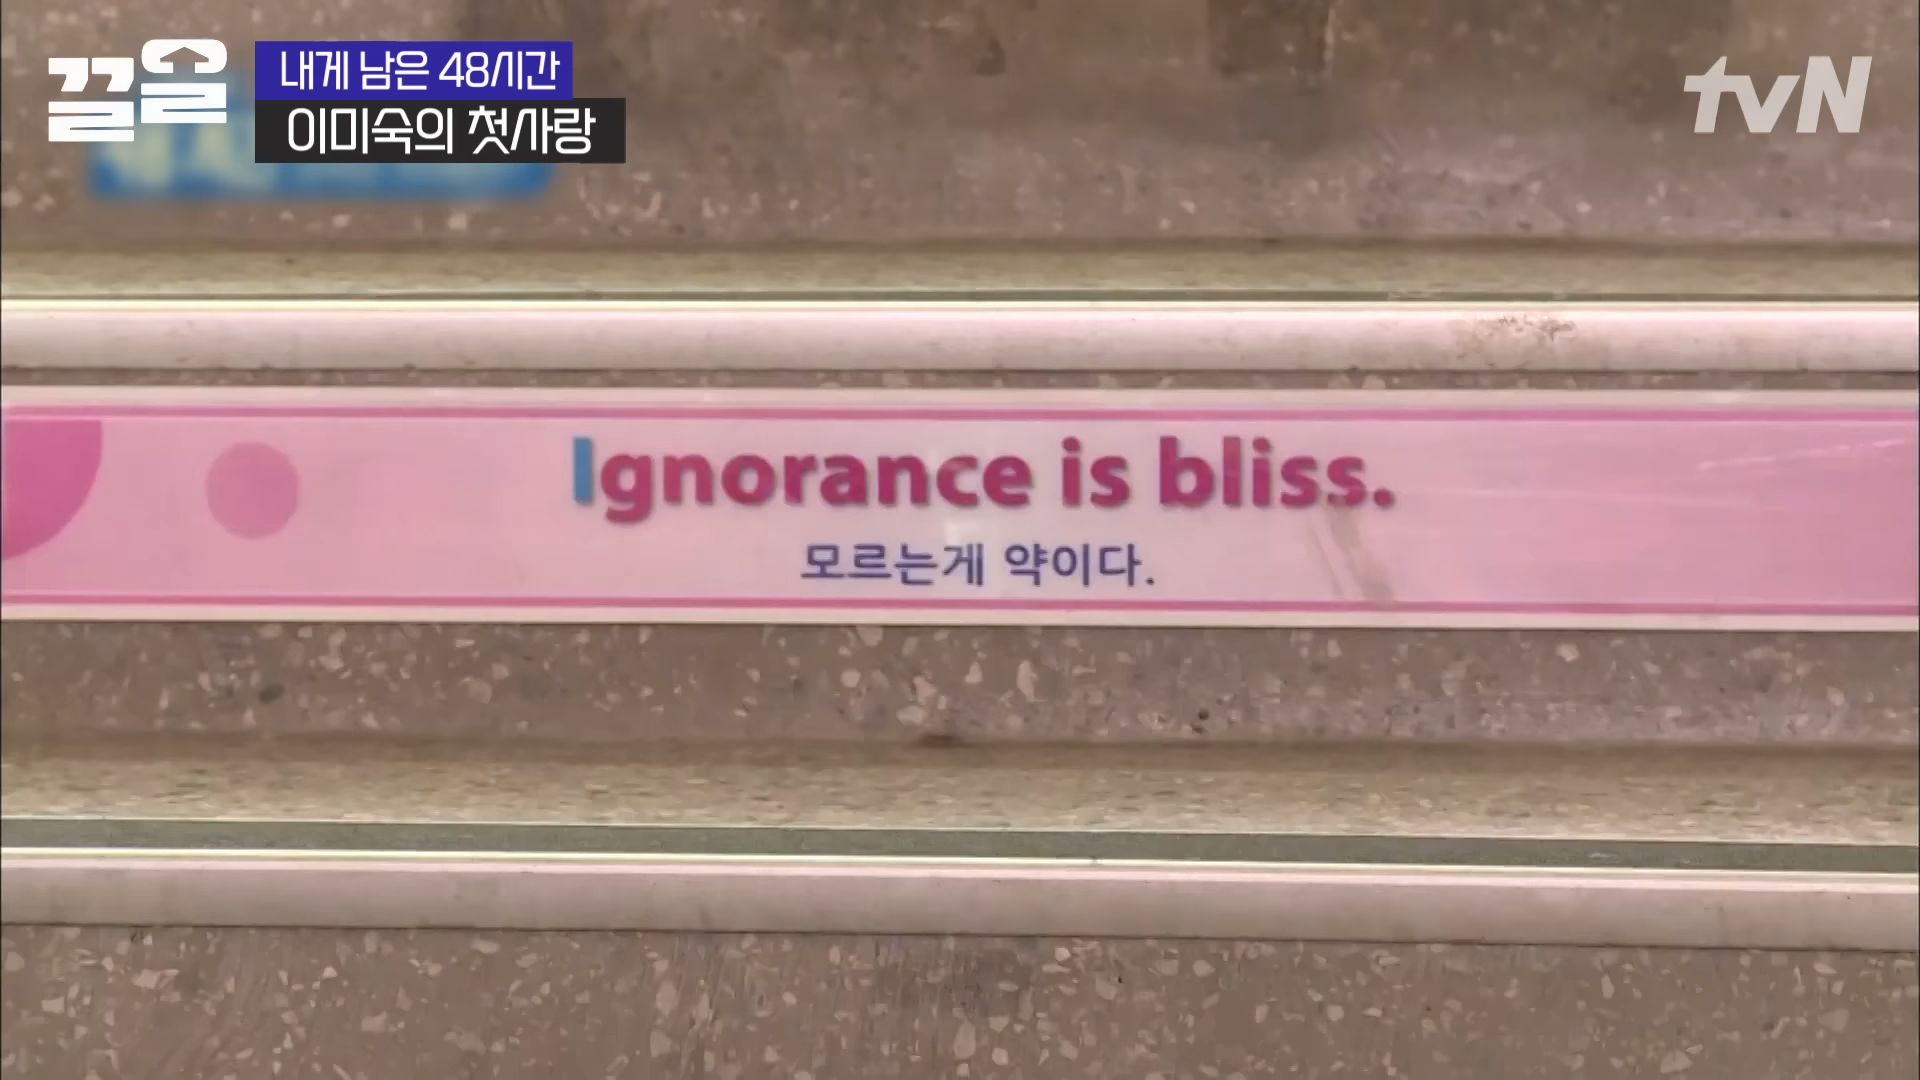 끌올
내게 남은 48시간
이미숙의 첫사랑
tvN
Ignorance is bliss.
모르는게 약이다.